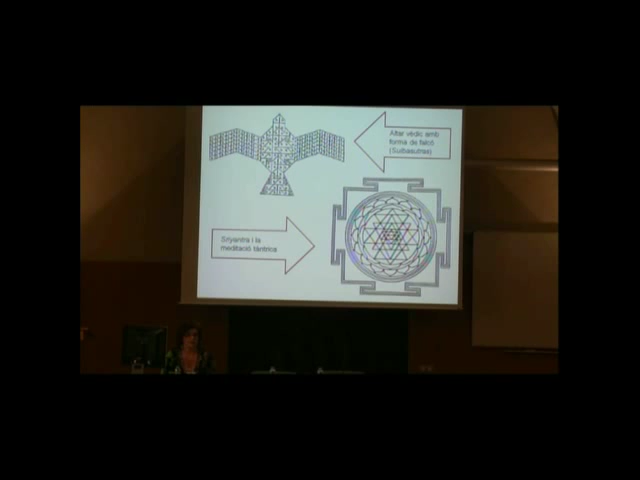 Altar vèdic amb
forma de falcó
(Sulbasutras)
Sriyantra i la
meditació tàntrica